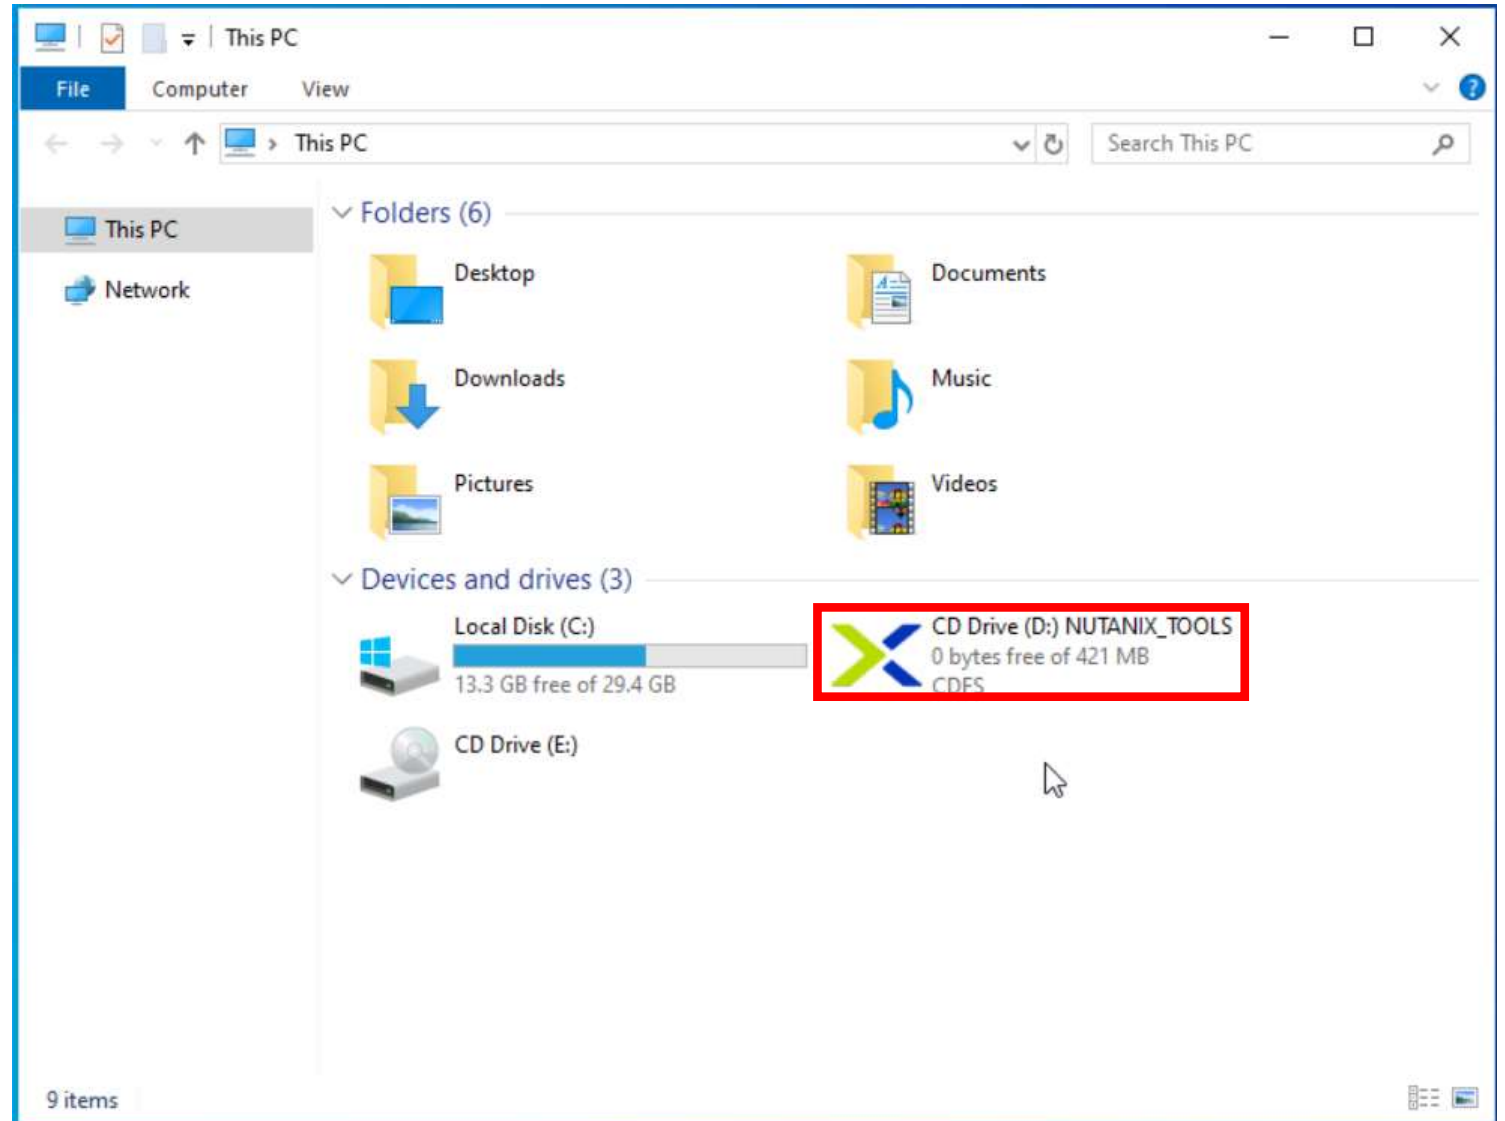 This PC
File Computer View
This PC
Search This PC
This PC
Network
Folders (6)
Desktop
Documents
Downloads
Music
Pictures
Videos
Devices and drives (3)
Local Disk (C:)
13.3 GB free of 29.4 GB
CD Drive (D:) NUTANIX_TOOLS
0 bytes free of 421 MB
CDFS
CD Drive (E:)
9 items